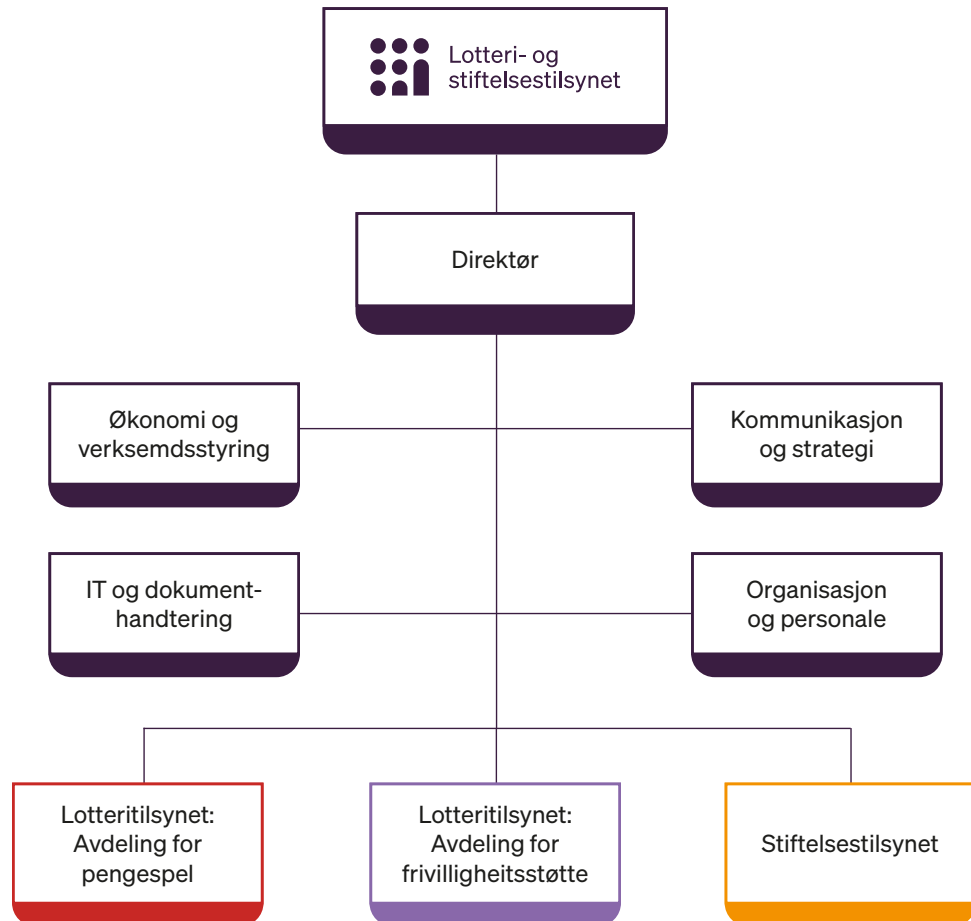 Lotteri- og
stiftelsestilsynet
Direktør
Økonomi og
verksemdsstyring
Kommunikasjon
og strategi
IT og dokument-
handtering
Organisasjon
og personale
Lotteritilsynet:
Avdeling for
pengespel
Lotteritilsynet:
Avdeling for
frivilligheitsstøtte
Stiftelsestilsynet